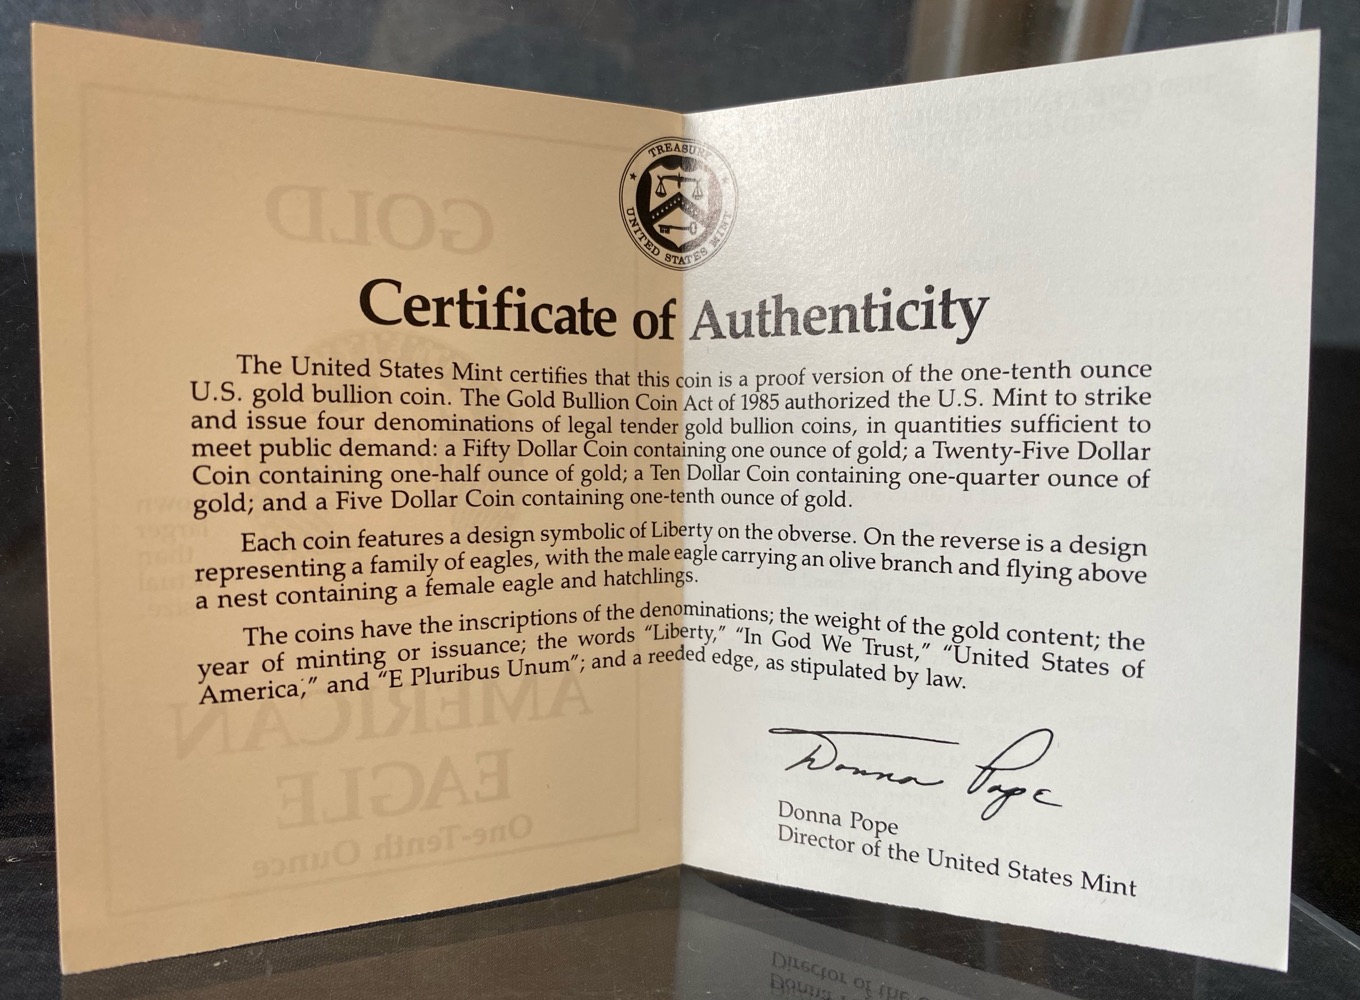 TREASURY
UNITED STATES MINT
Certificate of Authenticity
The United States Mint certifies that this coin is a proof version of the one-tenth ounce
U.S. gold bullion coin. The Gold Bullion Coin Act of 1985 authorized the U.S. Mint to strike
and issue four denominations of legal tender gold bullion coins, in quantities sufficient to
meet public demand: a Fifty Dollar Coin containing one ounce of gold; a Twenty-Five Dollar
Coin containing one-half ounce of gold; a Ten Dollar Coin containing one-quarter ounce of
gold; and a Five Dollar Coin containing one-tenth ounce of gold.
Each coin features a design symbolic of Liberty on the obverse. On the reverse is a design
representing a family of eagles, with the male eagle carrying an olive branch and flying above
a nest containing a female eagle and hatchlings.
The coins have the inscriptions of the denominations; the weight of the gold content; the
year of minting or issuance; the words “Liberty,” “In God We Trust,” “United States of
America,” and “E Pluribus Unum”; and a reeded edge, as stipulated by law.
Donna Pope
Donna Pope
Director of the United States Mint
GOLD
AMERICAN
EAGLE
One-Tenth Ounce